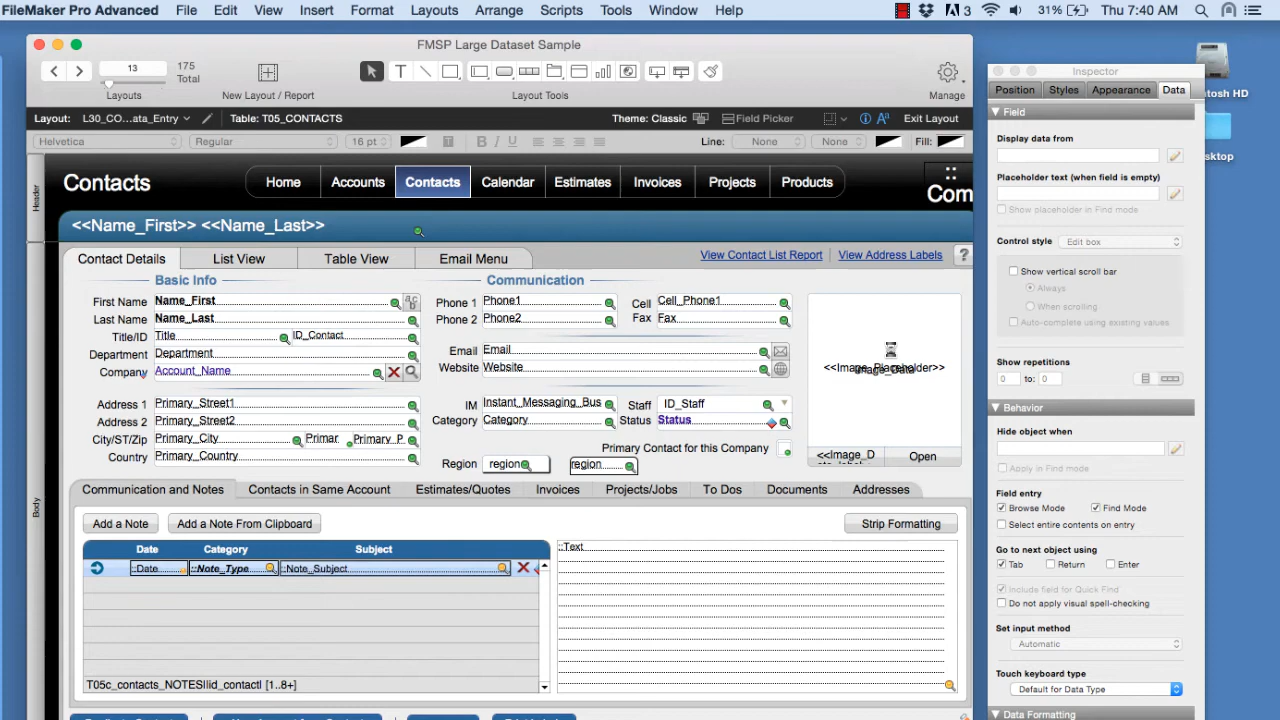 FileMaker Pro Advanced File Edit View Insert Format Layouts Arrange Scripts Tools Window Help 3 31% Thu 7:40 AM
FMSP Large Dataset Sample
13 175 Total
Layouts New Layout / Report Layout Tools Manage
Layout: L30_CO...ata_Entry Table: T05_CONTACTS Theme: Classic Field Picker Exit Layout
Helvetica Regular 16 pt B I U Line: None None Fill:
Header
Contacts Home Accounts Contacts Calendar Estimates Invoices Projects Products Com
<<Name_First>> <<Name_Last>>
Contact Details List View Table View Email Menu View Contact List Report View Address Labels ?
Basic Info Communication
First Name Name_First Phone 1 Phone1 Cell Cell_Phone1
Last Name Name_Last Phone 2 Phone2 Fax Fax
Title/ID Title ID_Contact
Department Department Email Email
Company Account_Name Website Website
<<Image_Placeholder>>
Address 1 Primary_Street1 IM Instant_Messaging_Bus Staff ID_Staff
Address 2 Primary_Street2 Category Category Status Status
City/ST/Zip Primary_City Primar Primary_P Primary Contact for this Company
Country Primary_Country Region region region
<<Image_D Open
Body
Communication and Notes Contacts in Same Account Estimates/Quotes Invoices Projects/Jobs To Dos Documents Addresses
Add a Note Add a Note From Clipboard Strip Formatting
Date Category Subject
::Date ::Note_Type ::Note_Subject
::Text
T05c_contacts_NOTES||id_contact| [1..8+]
Inspector
Position Styles Appearance Data
Field
Display data from
Placeholder text (when field is empty)
Show placeholder in Find mode
Control style Edit box
Show vertical scroll bar
Always
When scrolling
Auto-complete using existing values
Show repetitions
0 to: 0
Behavior
Hide object when
Apply in Find mode
Field entry
Browse Mode Find Mode
Select entire contents on entry
Go to next object using
Tab Return Enter
Include field for Quick Find
Do not apply visual spell-checking
Set input method
Automatic
Touch keyboard type
Default for Data Type
Data Formatting
ntosh HD
sktop